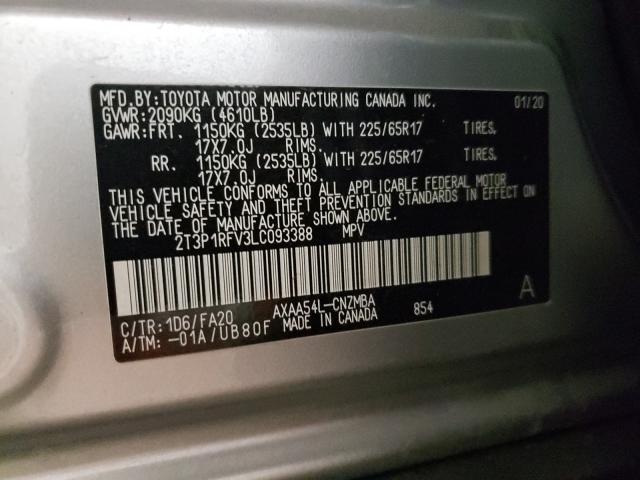 MFD.BY:TOYOTA MOTOR MANUFACTURING CANADA INC. 01/20
GVWR:2090KG (4610LB)
GAWR:FRT. 1150KG (2535LB) WITH 225/65R17 TIRES,
17X7.0J RIMS.
RR. 1150KG (2535LB) WITH 225/65R17 TIRES,
17X7.0J RIMS.
THIS VEHICLE CONFORMS TO ALL APPLICABLE FEDERAL MOTOR
VEHICLE SAFETY AND THEFT PREVENTION STANDARDS IN EFFECT ON
THE DATE OF MANUFACTURE SHOWN ABOVE.
2T3P1RFV3LC093388 MPV
C/TR:1D6/FA20 AXAA54L-CNZMBA 854 A
A/TM:-01A/UB80F MADE IN CANADA